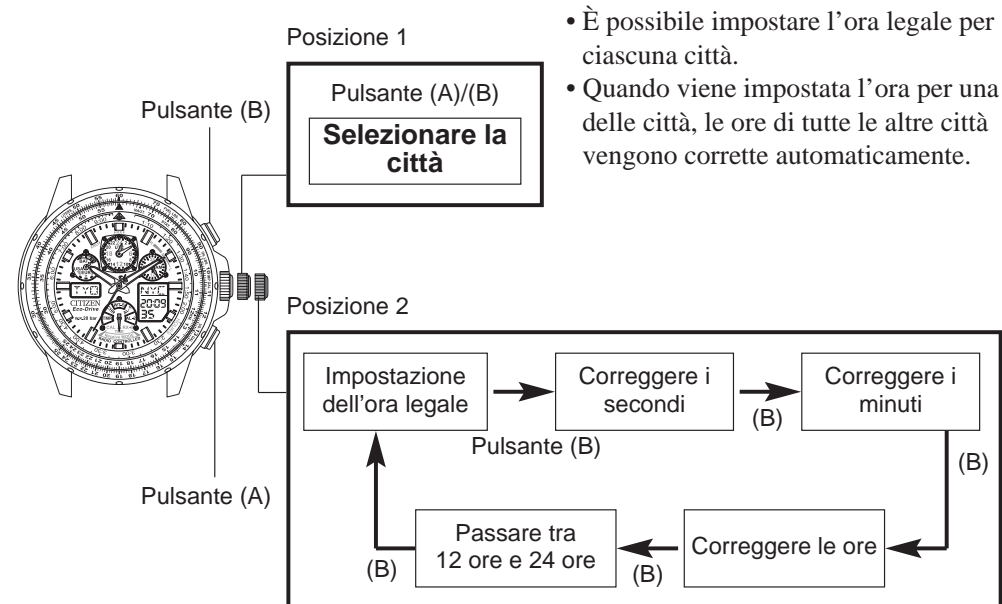 Posizione 1
Pulsante (A)/(B)
Selezionare la
città
• È possibile impostare l'ora legale per
ciascuna città.
• Quando viene impostata l'ora per una
delle città, le ore di tutte le altre città
vengono corrette automaticamente.
Pulsante (B)
TYO
NYC
CITIZEN
Eco-Drive
20:09
35
Pulsante (A)
Posizione 2
Impostazione
dell'ora legale
Pulsante (B)
Correggere i
secondi
(B)
Correggere i
minuti
(B)
Correggere le ore
(B)
Passare tra
12 ore e 24 ore
(B)